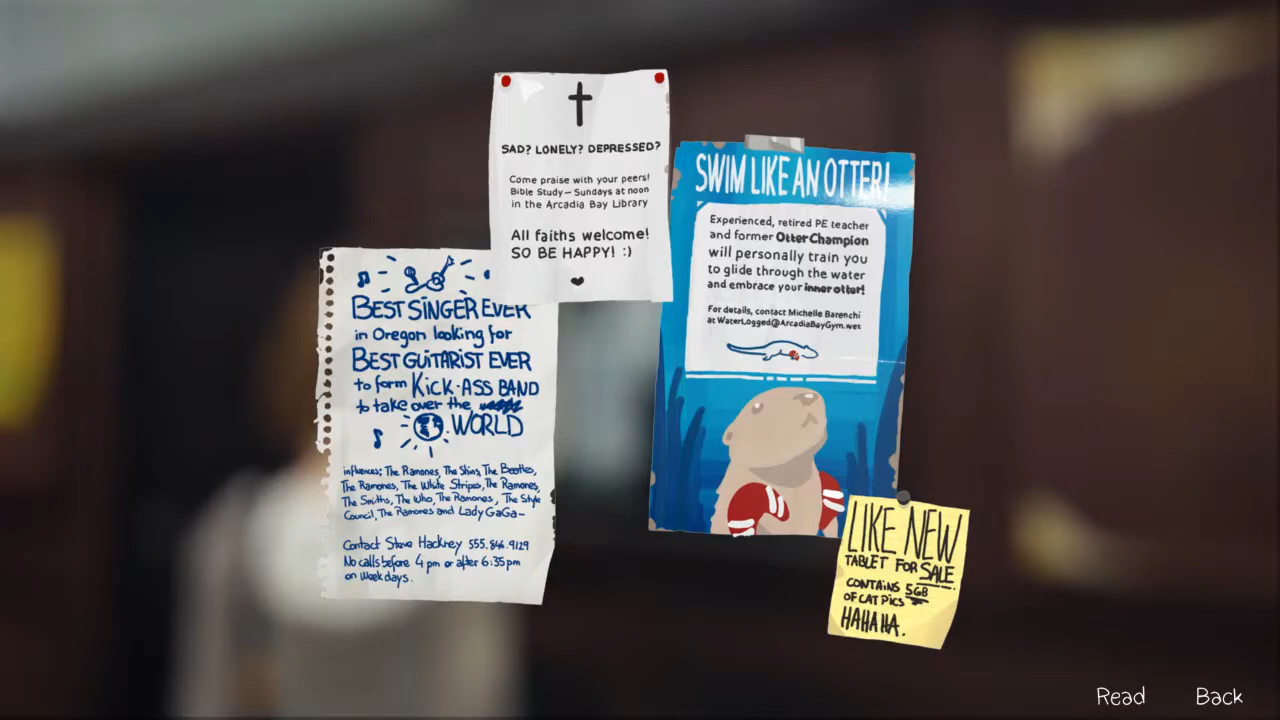 SAD? LONELY? DEPRESSED?
Come praise with your peers!
Bible Study – Sundays at noon
in the Arcadia Bay Library
All faiths welcome!
SO BE HAPPY! :)
SWIM LIKE AN OTTER!
Experienced, retired PE teacher
and former Otter Champion
will personally train you
to glide through the water
and embrace your inner otter!
For details, contact Michelle Barenchi
at WaterLogged@ArcadiaBayGym.wet
BEST SINGER EVER
in Oregon looking for
BEST GUITARIST EVER
to form KICK-ASS BAND
to take over the
WORLD
influences; The Ramones, The Shins, The Beatles,
The Ramones, The White Stripes, The Ramones,
The Smiths, The Who, The Ramones, The Style
Council, The Ramones and Lady GaGa–
Contact Steve Hackney 555.846.9129
No calls before 4 pm or after 6:35 pm
on weekdays.
LIKE NEW
TABLET FOR SALE
CONTAINS 5GB
OF CAT PICS
HAHAHA.
Read
Back